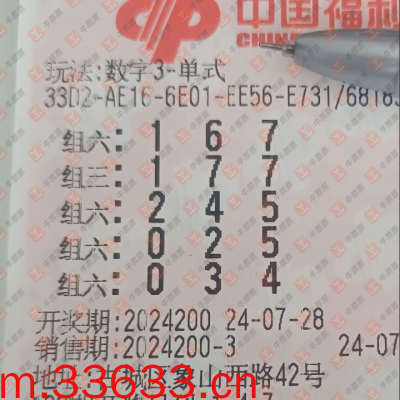 中国福利
CHINA
玩法:数字3-单式
33D2-AE16-6E01-EE56-E731/68183
组六: 1 6 7
组三: 1 7 7
组六: 2 4 5
组六: 0 2 5
组六: 0 3 4
开奖期:2024200 24-07-28
销售期:2024200-3 24-07
象山西路42号
m-33633.cn